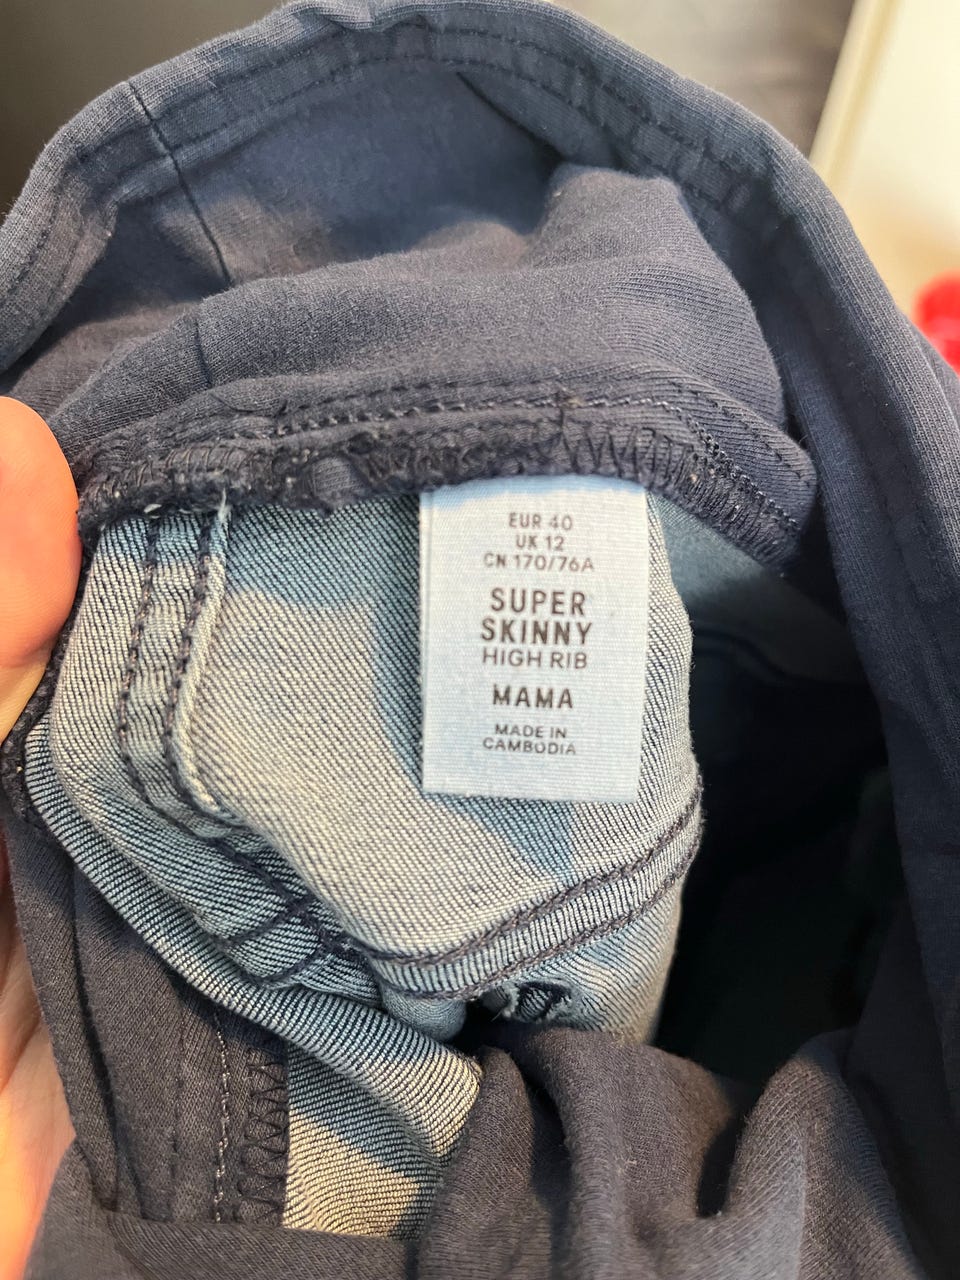 EUR 40
UK 12
CN 170/76A
SUPER
SKINNY
HIGH RIB
MAMA
MADE IN
CAMBODIA